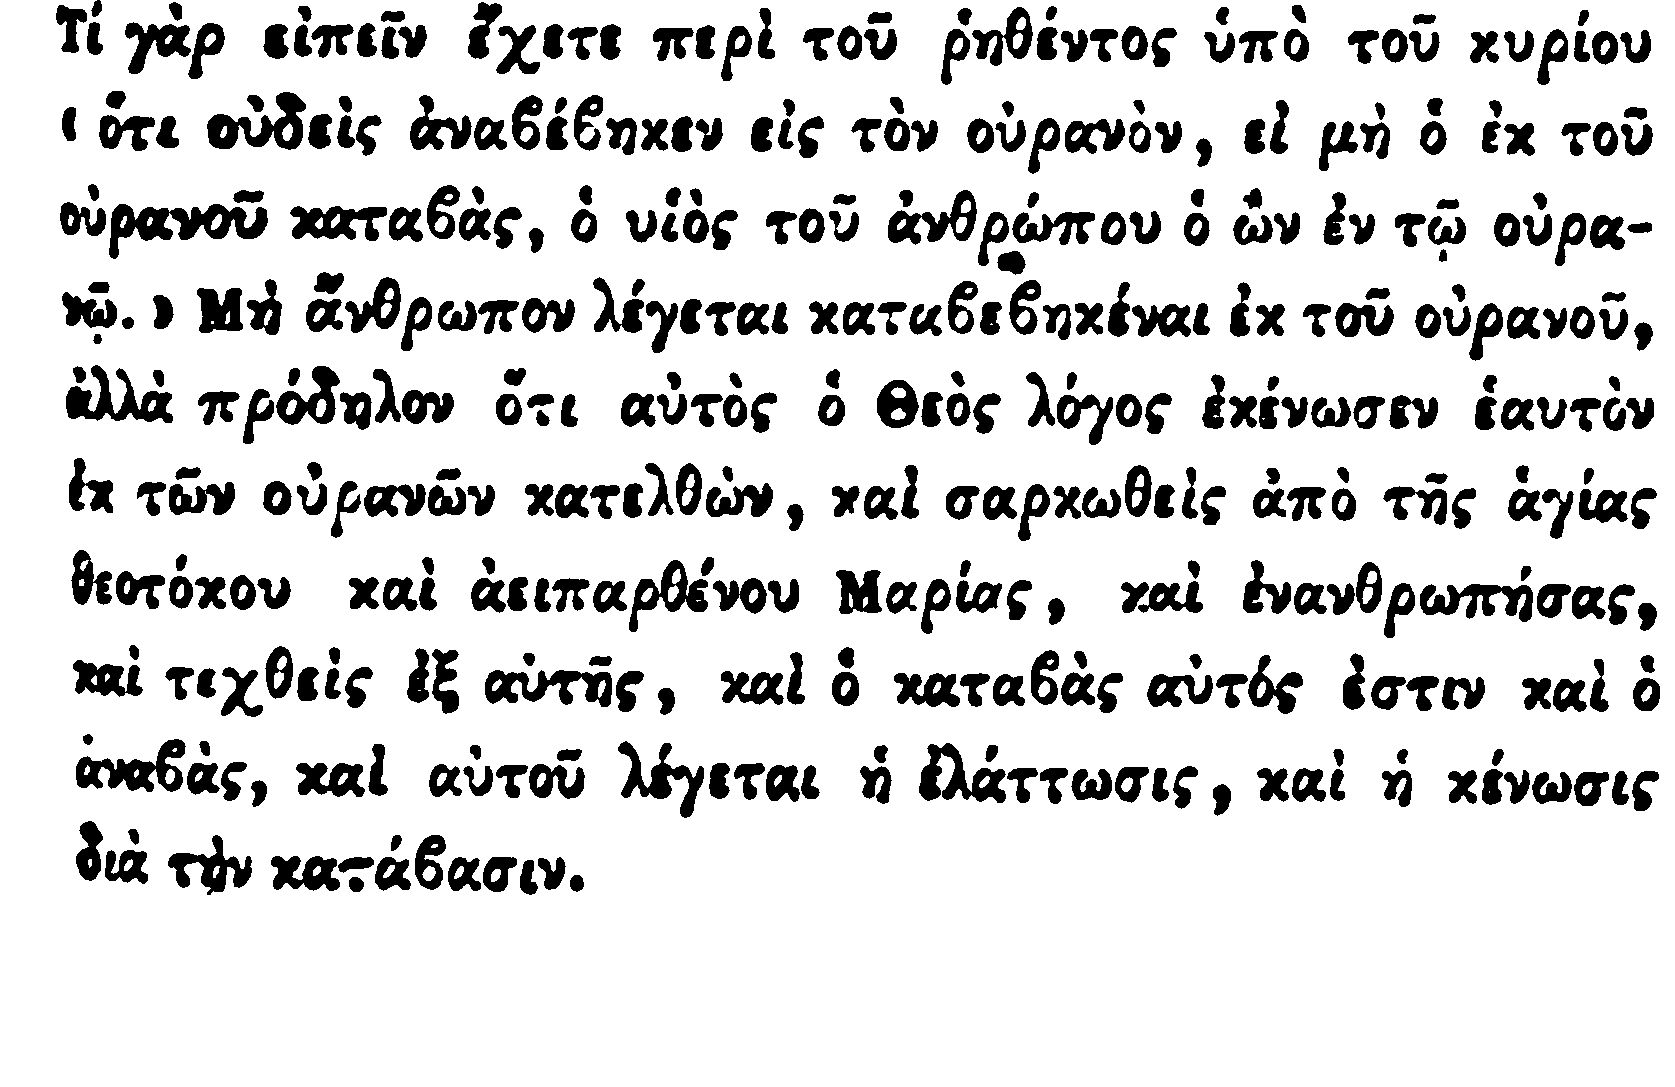 Τί γὰρ εἰπεῖν ἔχετε περὶ τοῦ ῥηθέντος ὑπὸ τοῦ κυρίου
‘ ὅτι οὐδεὶς ἀναβέβηκεν εἰς τὸν οὐρανὸν, εἰ μὴ ὁ ἐκ τοῦ
οὐρανοῦ καταβὰς, ὁ υἱὸς τοῦ ἀνθρώπου ὁ ὢν ἐν τῷ οὐρα-
νῷ. ’ Μὴ ἄνθρωπον λέγεται καταβεβηκέναι ἐκ τοῦ οὐρανοῦ,
ἀλλὰ πρόδηλον ὅτι αὐτὸς ὁ Θεὸς λόγος ἐκένωσεν ἑαυτὸν
ἐκ τῶν οὐρανῶν κατελθὼν, καὶ σαρκωθεὶς ἀπὸ τῆς ἁγίας
θεοτόκου καὶ ἀειπαρθένου Μαρίας, καὶ ἐνανθρωπήσας,
καὶ τεχθεὶς ἐξ αὐτῆς, καὶ ὁ καταβὰς αὐτός ἐστιν καὶ ὁ
ἀναβὰς, καὶ αὐτοῦ λέγεται ἡ ἐλάττωσις, καὶ ἡ κένωσις
διὰ τὴν κατάβασιν.